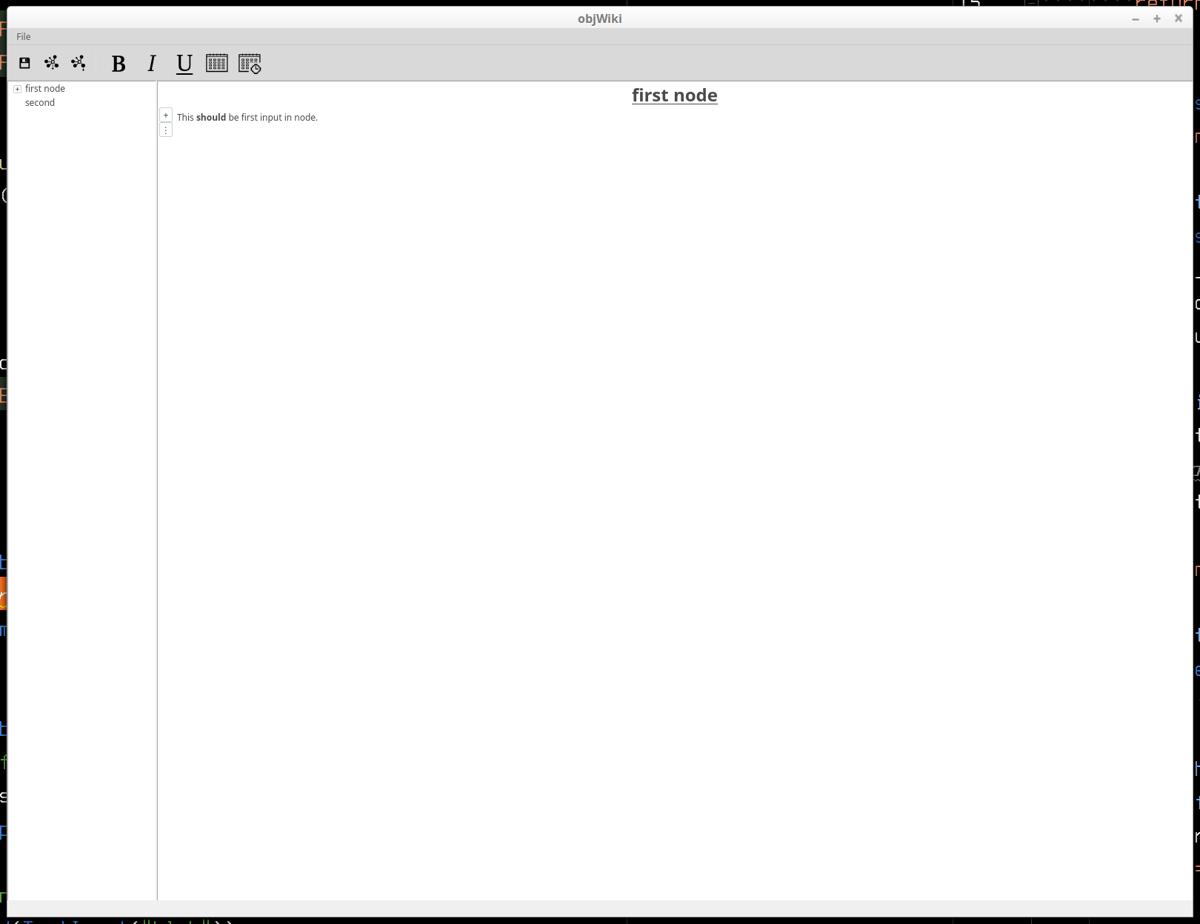 objWiki
File
B I U
first node
second
first node
This should be first input in node.